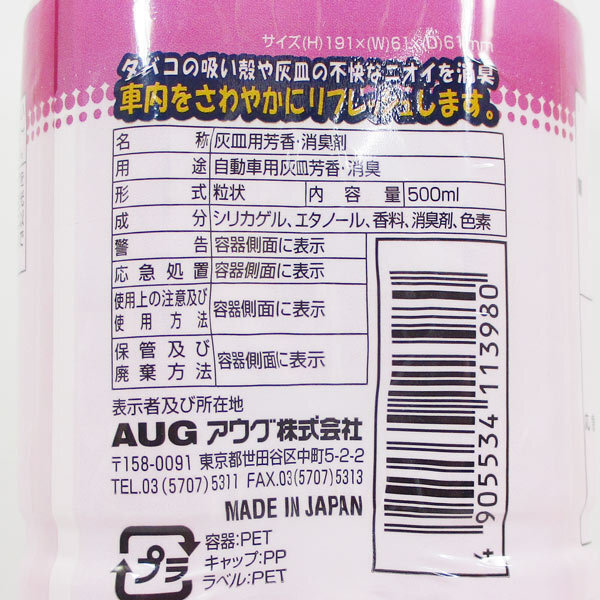 サイズ(H)191×(W)61×(D)61mm
タバコの吸い殻や灰皿の不快なニオイを消臭
車内をさわやかにリフレッシュします。
名称 灰皿用芳香・消臭剤
用途 自動車用灰皿芳香・消臭
形式 粒状 内容量 500ml
成分 シリカゲル、エタノール、香料、消臭剤、色素
警告 容器側面に表示
応急処置 容器側面に表示
使用上の注意及び
使用方法 容器側面に表示
保管及び
廃棄方法 容器側面に表示
表示者及び所在地
AUG アウグ株式会社
〒158-0091 東京都世田谷区中町5-2-2
TEL.03 (5707) 5311 FAX.03 (5707) 5313
MADE IN JAPAN
プラ
容器:PET
キャップ:PP
ラベル:PET
4 905534 113980